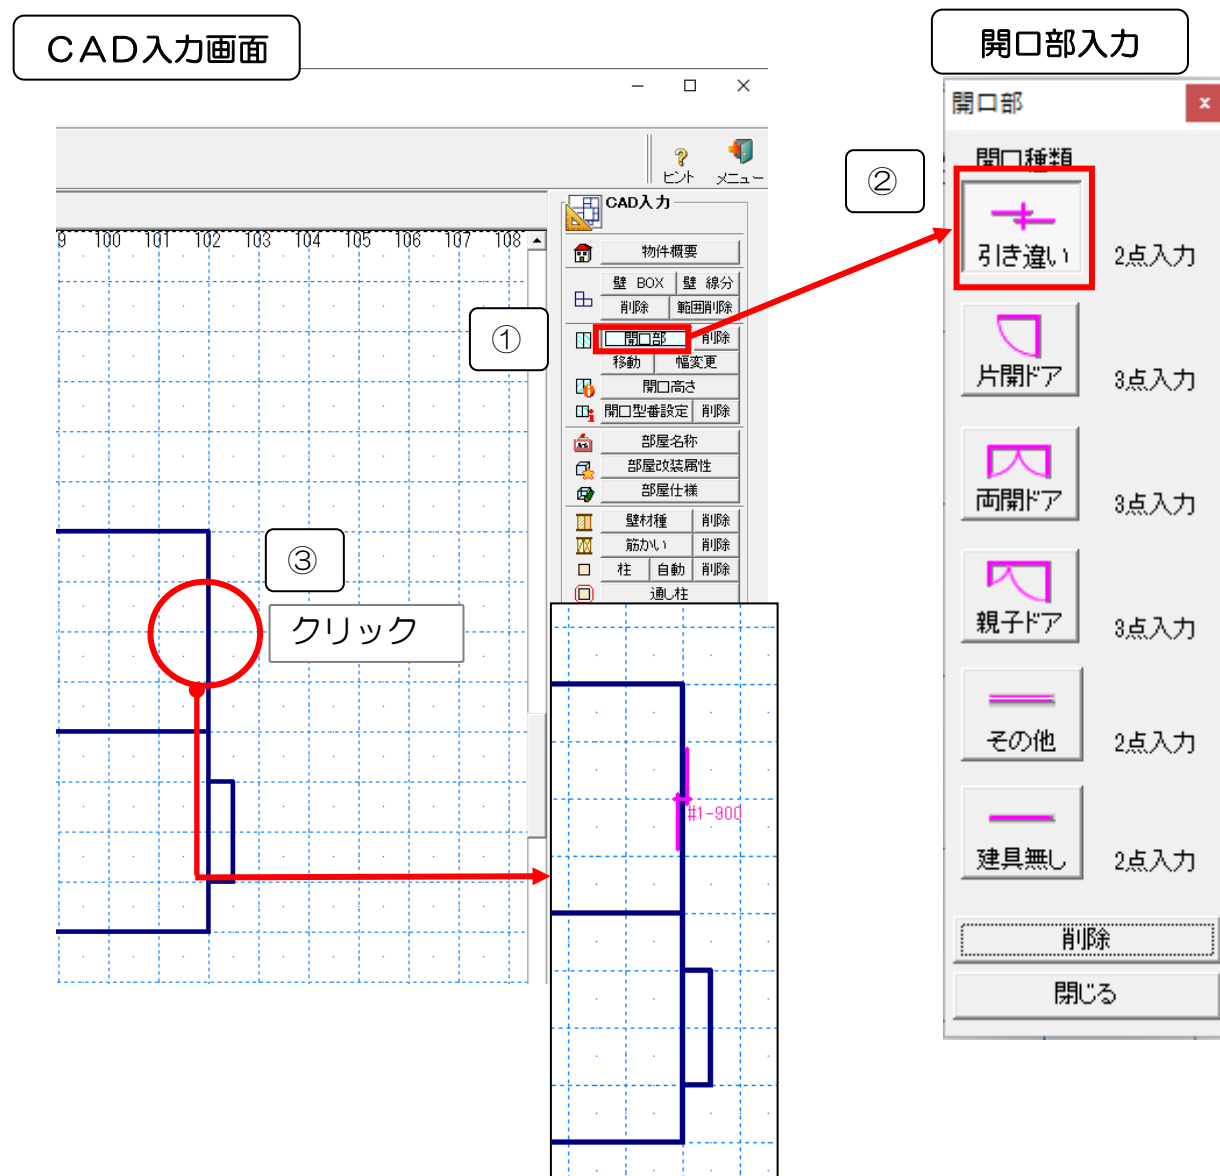 CAD入力画面
開口部入力
ヒント メニュー
CAD入力
9 100 101 102 103 104 105 106 107 108
物件概要
壁 BOX 壁 線分
削除 範囲削除
開口部 削除
移動 幅変更
開口高さ
開口型番設定 削除
部屋名称
部屋改装属性
部屋仕様
壁材種 削除
筋かい 削除
柱 自動 削除
通し柱
①
②
③
クリック
#1-900
開口部 x
開口種類
引き違い 2点入力
片開ドア 3点入力
両開ドア 3点入力
親子ドア 3点入力
その他 2点入力
建具無し 2点入力
削除
閉じる